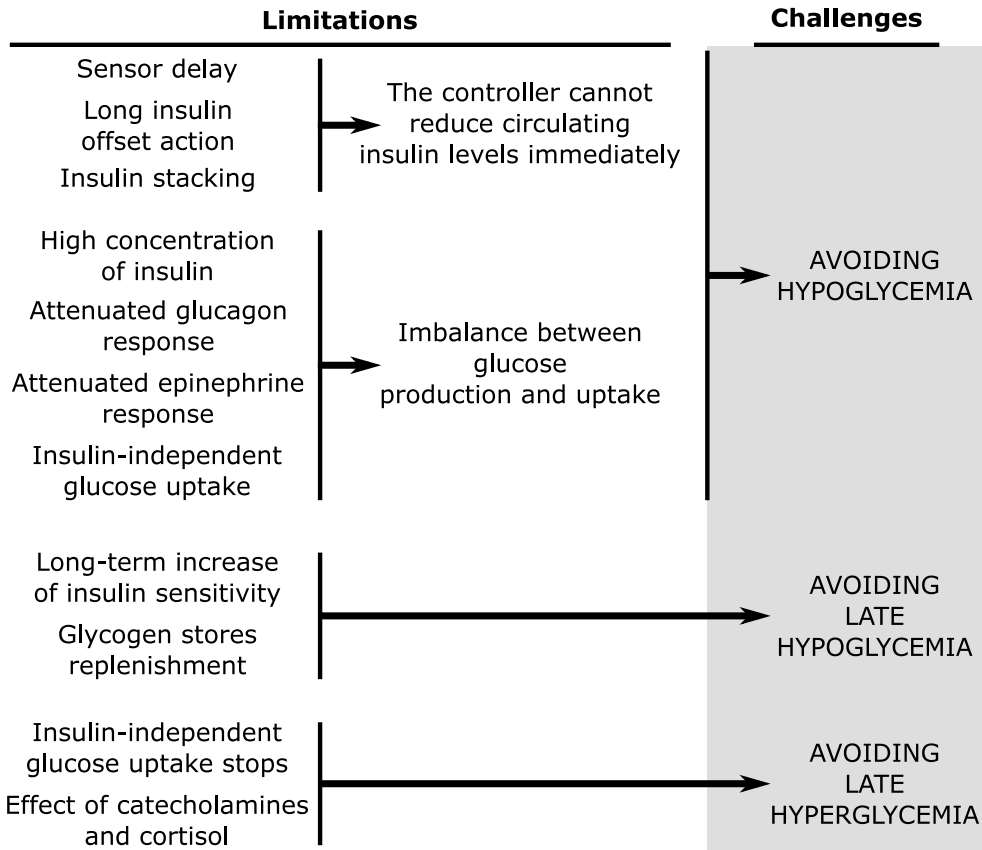 Limitations
Challenges
Sensor delay
Long insulin
offset action
Insulin stacking
The controller cannot
reduce circulating
insulin levels immediately
High concentration
of insulin
Attenuated glucagon
response
Attenuated epinephrine
response
Insulin-independent
glucose uptake
Imbalance between
glucose
production and uptake
AVOIDING
HYPOGLYCEMIA
Long-term increase
of insulin sensitivity
Glycogen stores
replenishment
AVOIDING
LATE
HYPOGLYCEMIA
Insulin-independent
glucose uptake stops
Effect of catecholamines
and cortisol
AVOIDING
LATE
HYPERGLYCEMIA